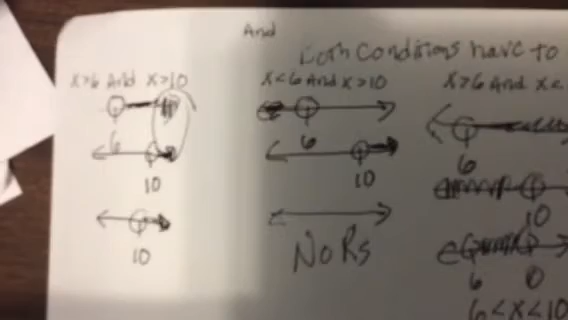 And
Both Conditions have to
x>6 And x>10
6
10
10
x<6 And x>10
6
10
No Rs
x>6 And x<
6
10
6 0
6<x<10